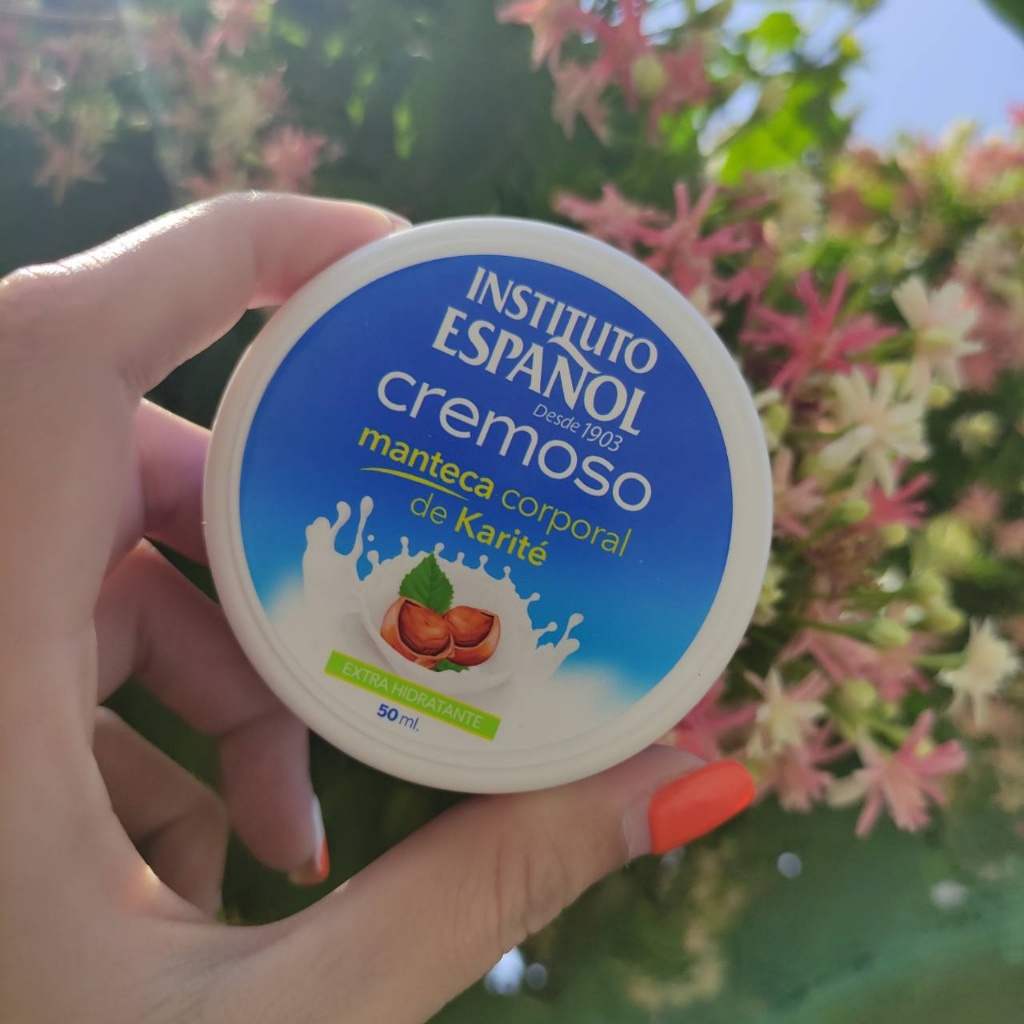 INSTITUTO
ESPAÑOL
Desde 1903
cremoso
manteca corporal
de Karité
EXTRA HIDRATANTE
50 ml.